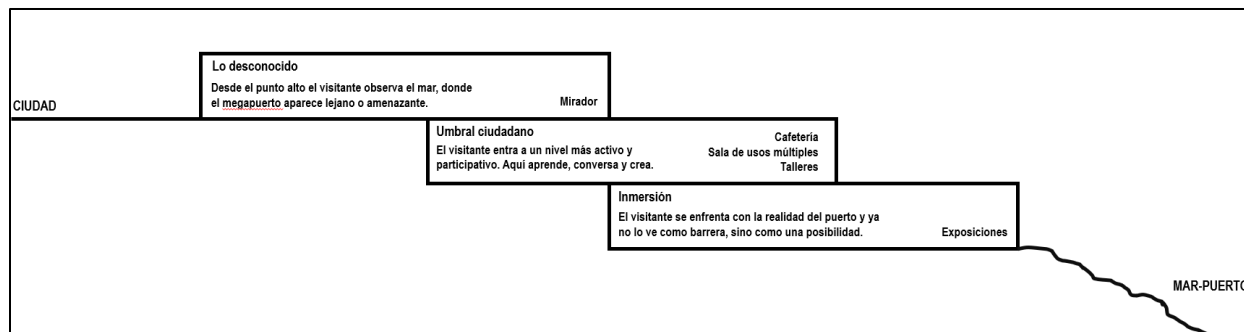 CIUDAD
Lo desconocido
Desde el punto alto el visitante observa el mar, donde
el megapuerto aparece lejano o amenazante.
Mirador
Umbral ciudadano
El visitante entra a un nivel más activo y
participativo. Aquí aprende, conversa y crea.
Cafetería
Sala de usos múltiples
Talleres
Inmersión
El visitante se enfrenta con la realidad del puerto y ya
no lo ve como barrera, sino como una posibilidad.
Exposiciones
MAR-PUERTO